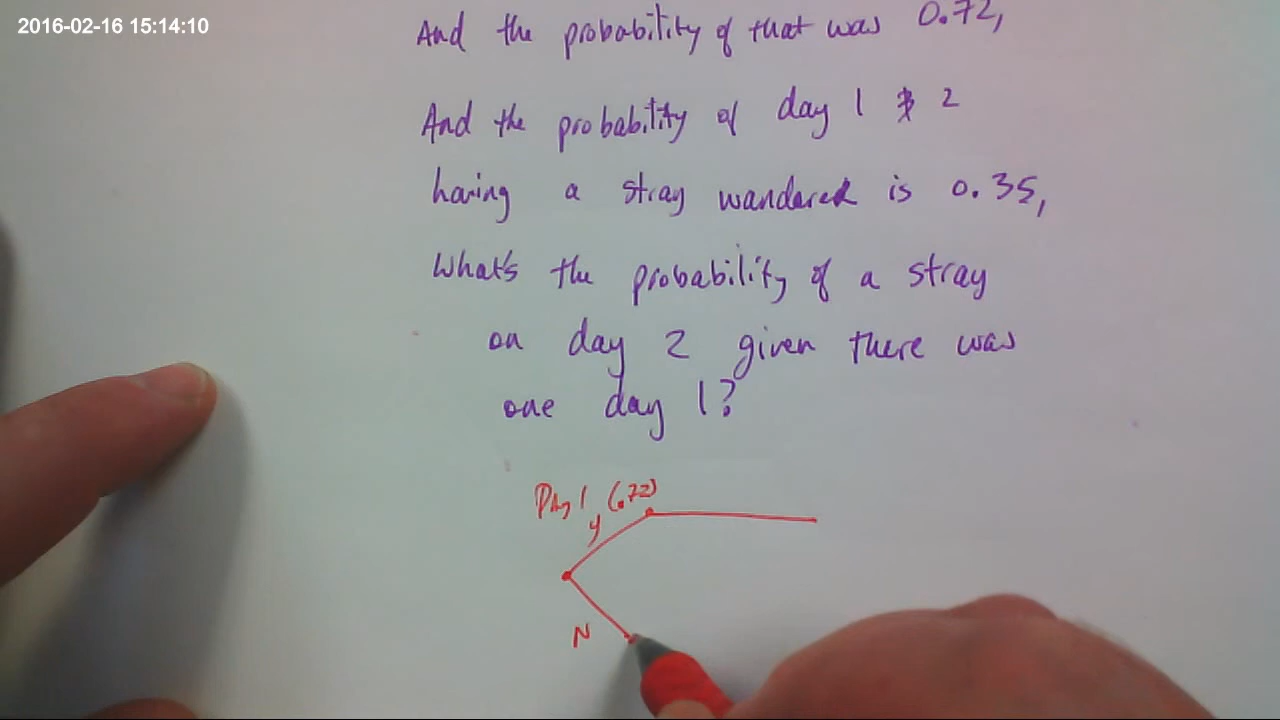 2016-02-16 15:14:10
And the probability of that was 0.72,
And the probability of day 1 & 2
having a stray wandered is 0.35,
What's the probability of a stray
on day 2 given there was
one day 1?
Day 1 (.72)
y
N